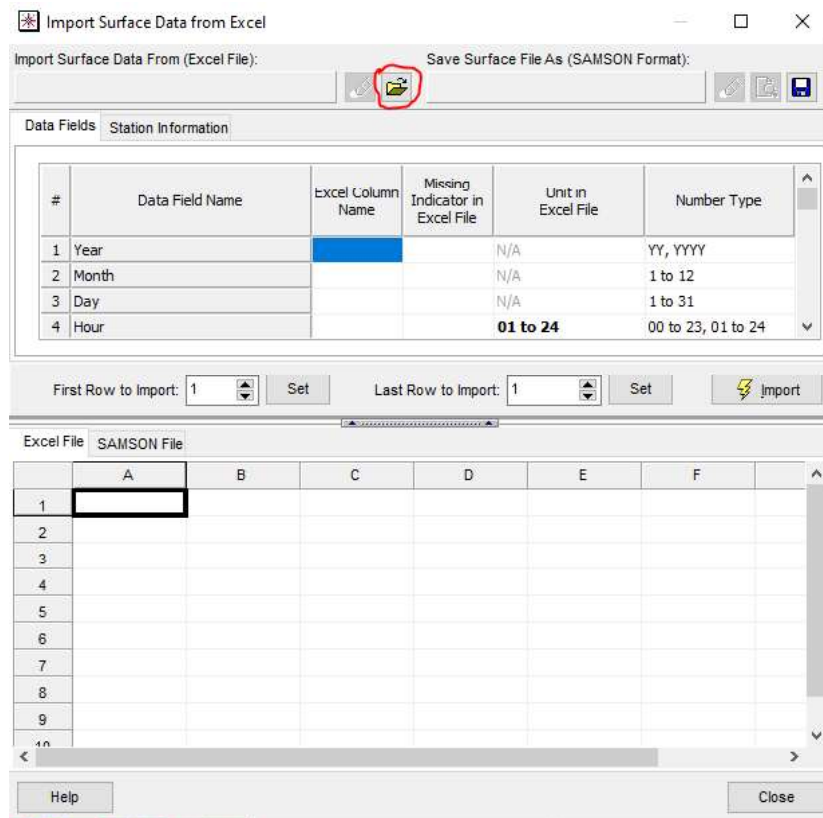 Import Surface Data from Excel
Import Surface Data From (Excel File): Save Surface File As (SAMSON Format):
Data Fields Station Information
# Data Field Name Excel Column Name Missing Indicator in Excel File Unit in Excel File Number Type
1 Year N/A YY, YYYY
2 Month N/A 1 to 12
3 Day N/A 1 to 31
4 Hour 01 to 24 00 to 23, 01 to 24
First Row to Import: 1 Set Last Row to Import: 1 Set Import
Excel File SAMSON File
A B C D E F
1
2
3
4
5
6
7
8
9
10
Help Close